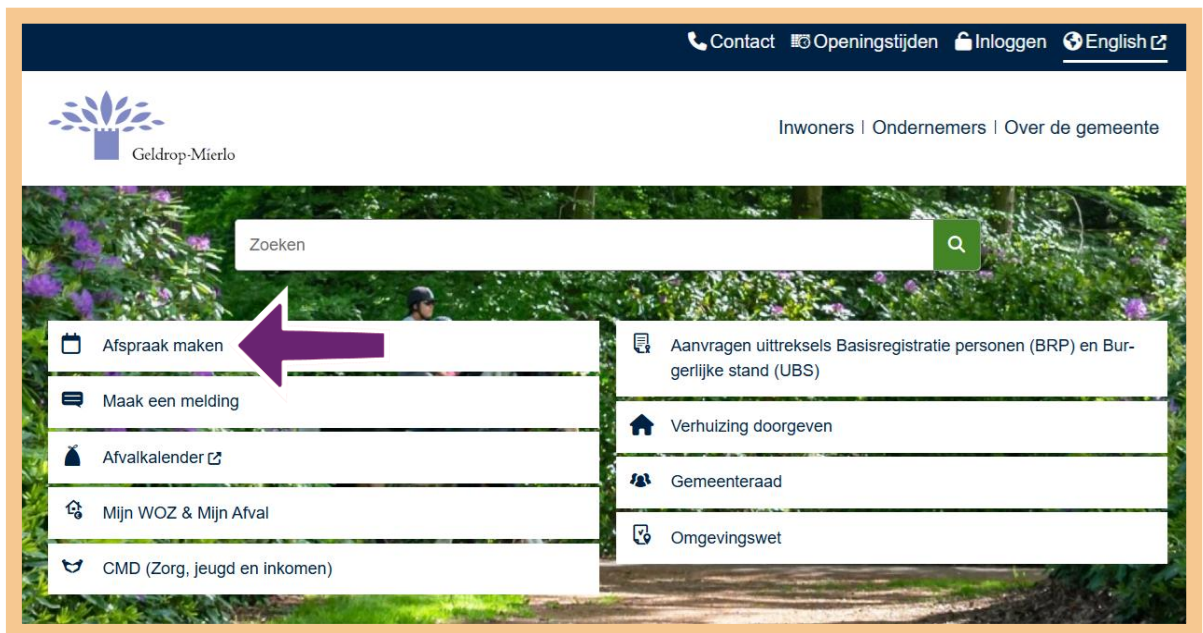 Contact Openingstijden Inloggen English
Geldrop-Mierlo
Inwoners | Ondernemers | Over de gemeente
Zoeken
Afspraak maken
Maak een melding
Afvalkalender
Mijn WOZ & Mijn Afval
CMD (Zorg, jeugd en inkomen)
Aanvragen uittreksels Basisregistratie personen (BRP) en Bur-
gerlijke stand (UBS)
Verhuizing doorgeven
Gemeenteraad
Omgevingswet